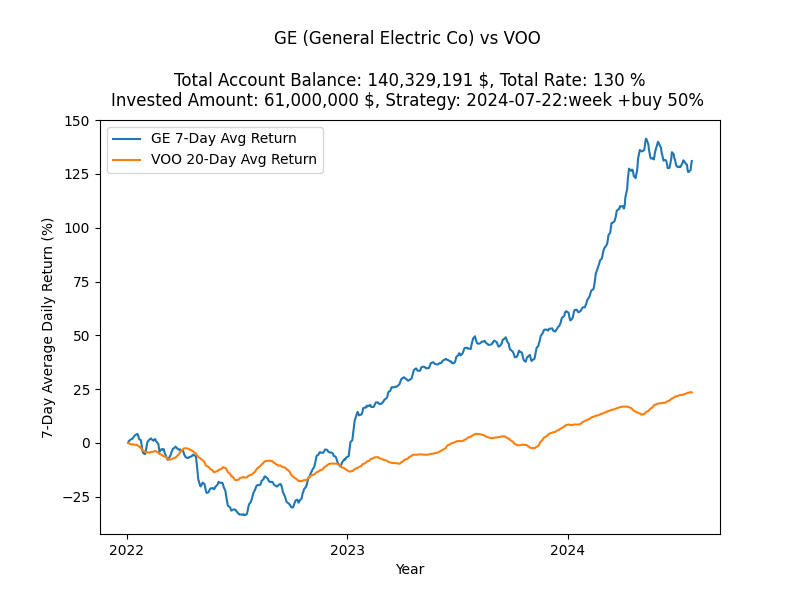 GE (General Electric Co) vs VOO
Total Account Balance: 140,329,191 $, Total Rate: 130 %
Invested Amount: 61,000,000 $, Strategy: 2024-07-22:week +buy 50%
GE 7-Day Avg Return
VOO 20-Day Avg Return
7-Day Average Daily Return (%)
150
125
100
75
50
25
0
−25
2022
2023
2024
Year